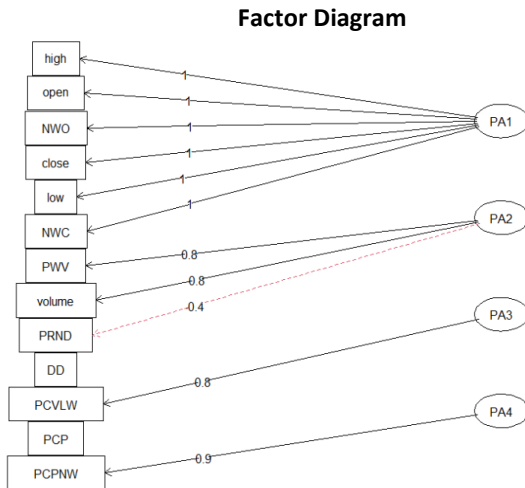 Factor Diagram
high
open
NWO
close
low
NWC
PWV
volume
PRND
DD
PCVLW
PCP
PCPNW
1
1
1
1
1
1
0.8
0.8
-0.4
0.8
0.9
PA1
PA2
PA3
PA4